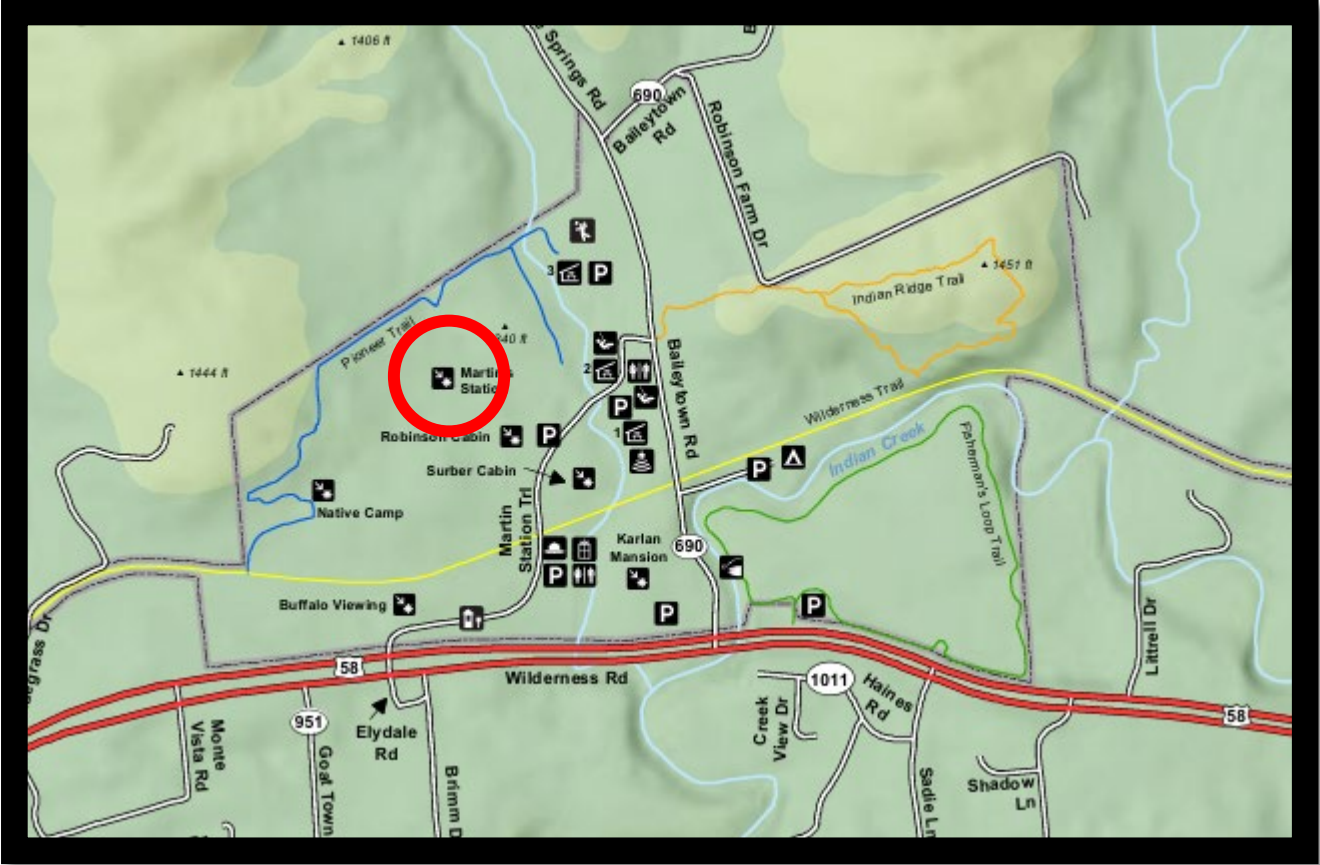 1406 ft
Springs Rd
690
Baileytown
Rd
Robinson Farm Dr
3
P
1451 ft
Indian Ridge Trail
Pioneer Trail
1444 ft
Martin's
Station
2
P
Baileytown Rd
Wilderness Trail
Robinson Cabin
P
1
Indian Creek
Fisherman's Loop Trail
Surber Cabin
P
Native Camp
Martin
Station Trl
Karlan
Mansion
690
P
Buffalo Viewing
P
P
Littrell Dr
58
Wilderness Rd
1011
Haines
Rd
Creek
View Dr
58
951
Elydale
Rd
Monte
Vista Rd
Goat Town
Brimm D
Sadie Ln
Shadow
Ln